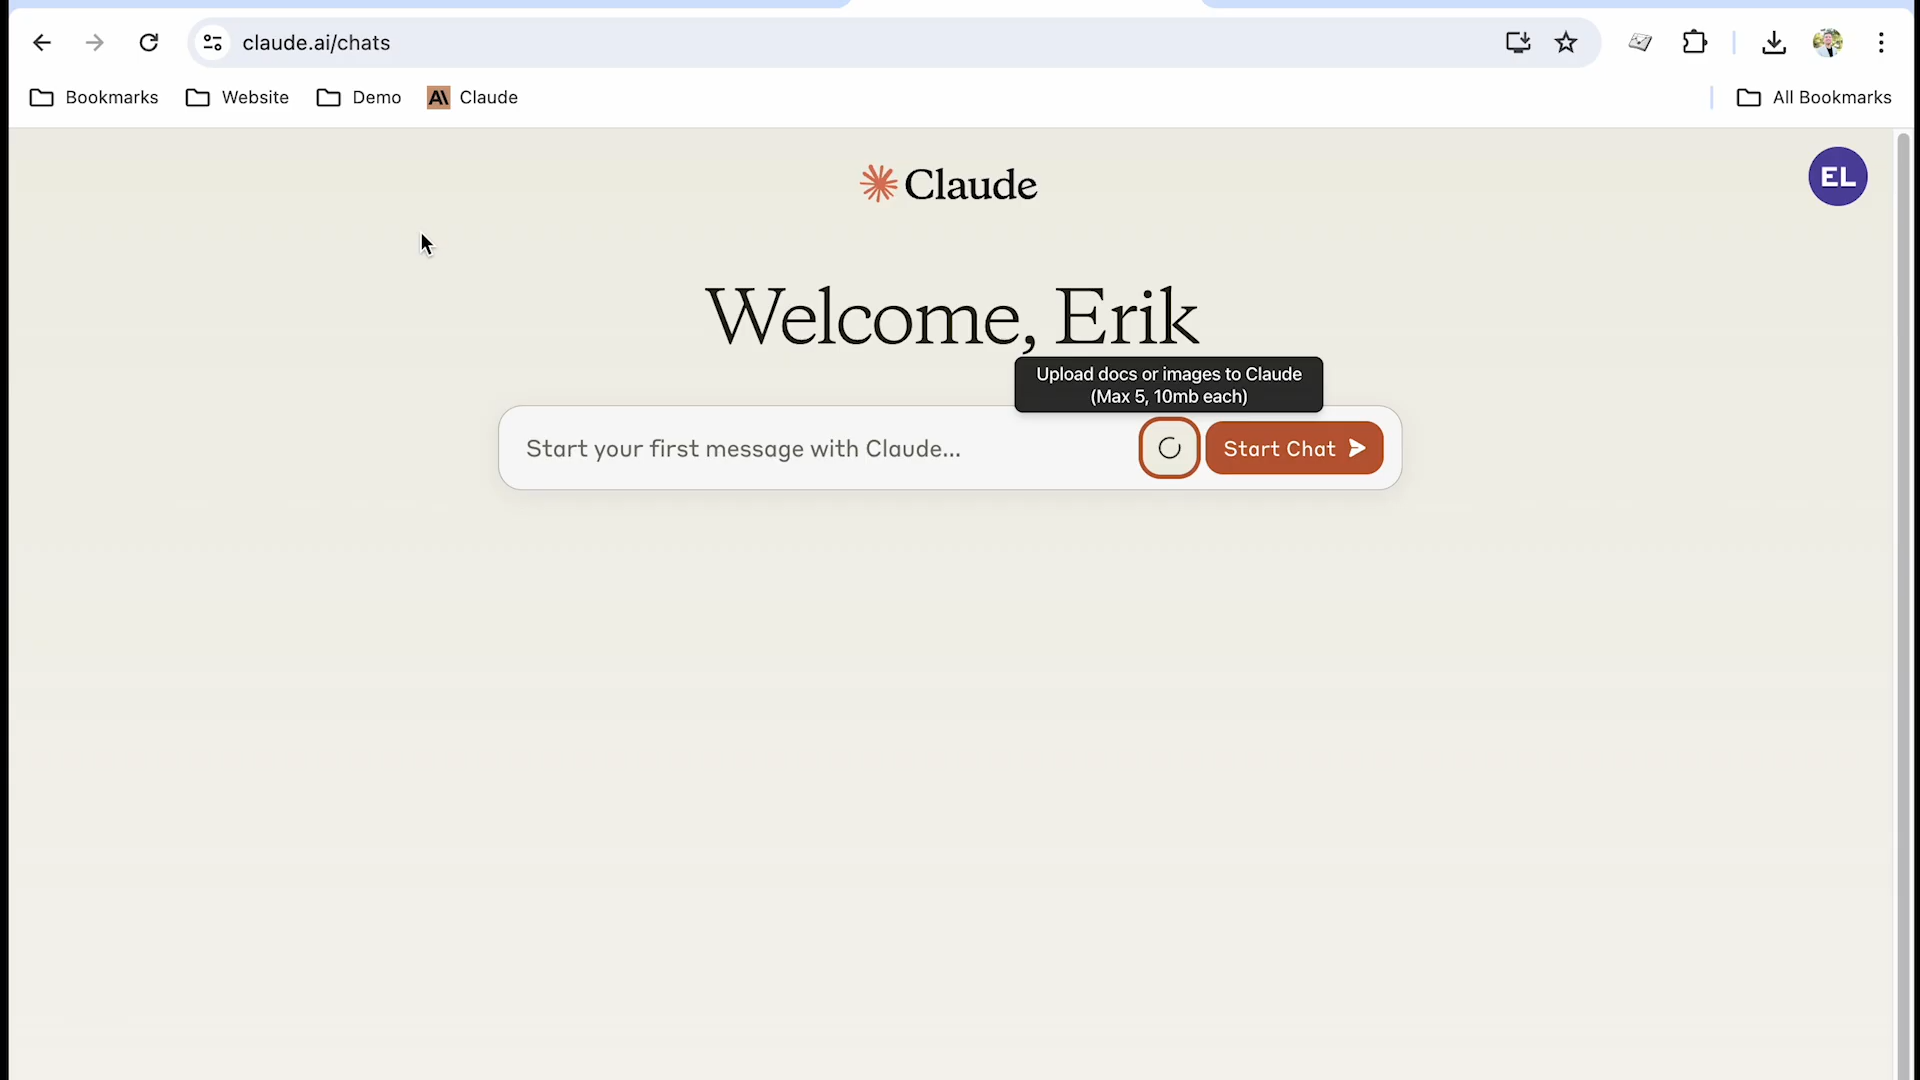 claude.ai/chats
Bookmarks
Website
Demo
A\ Claude
All Bookmarks
Claude
EL
Welcome, Erik
Upload docs or images to Claude
(Max 5, 10mb each)
Start your first message with Claude...
Start Chat